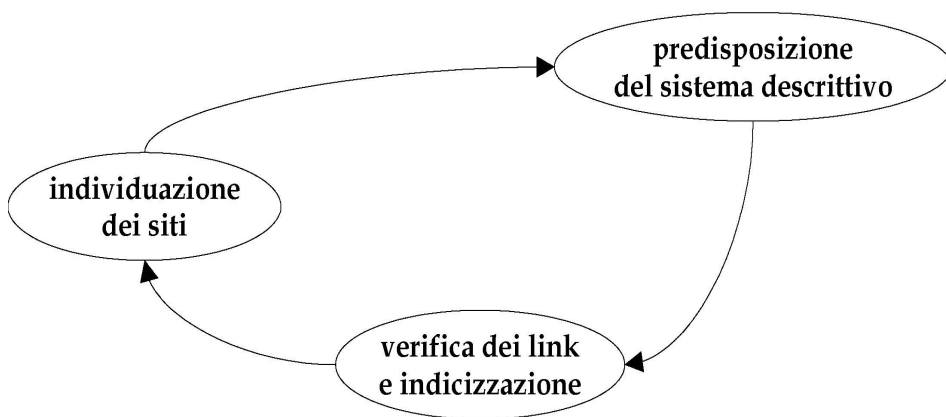 predisposizione
del sistema descrittivo
individuazione
dei siti
verifica dei link
e indicizzazione